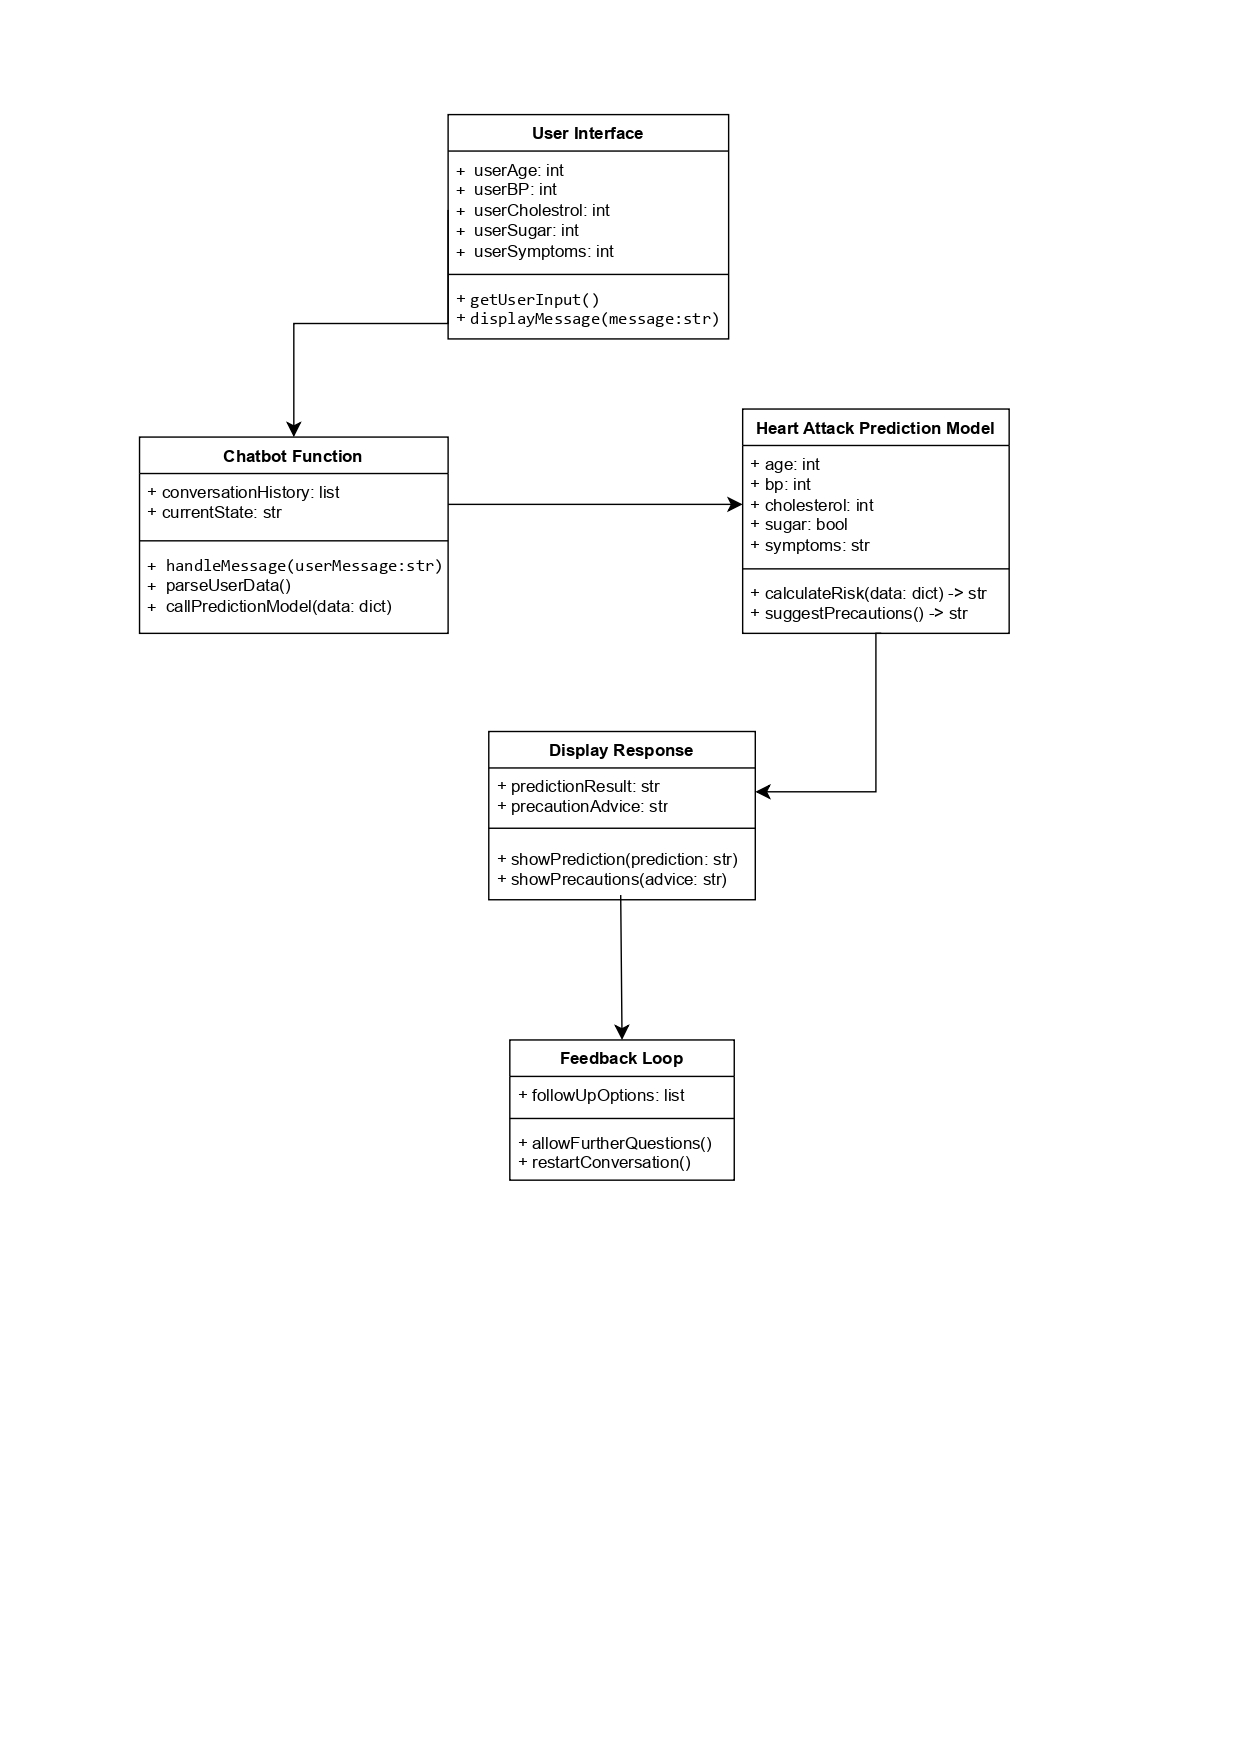 User Interface
+ userAge: int
+ userBP: int
+ userCholestrol: int
+ userSugar: int
+ userSymptoms: int
+ getUserInput()
+ displayMessage(message:str)
Chatbot Function
+ conversationHistory: list
+ currentState: str
+ handleMessage(userMessage:str)
+ parseUserData()
+ callPredictionModel(data: dict)
Heart Attack Prediction Model
+ age: int
+ bp: int
+ cholesterol: int
+ sugar: bool
+ symptoms: str
+ calculateRisk(data: dict) -> str
+ suggestPrecautions() -> str
Display Response
+ predictionResult: str
+ precautionAdvice: str
+ showPrediction(prediction: str)
+ showPrecautions(advice: str)
Feedback Loop
+ followUpOptions: list
+ allowFurtherQuestions()
+ restartConversation()